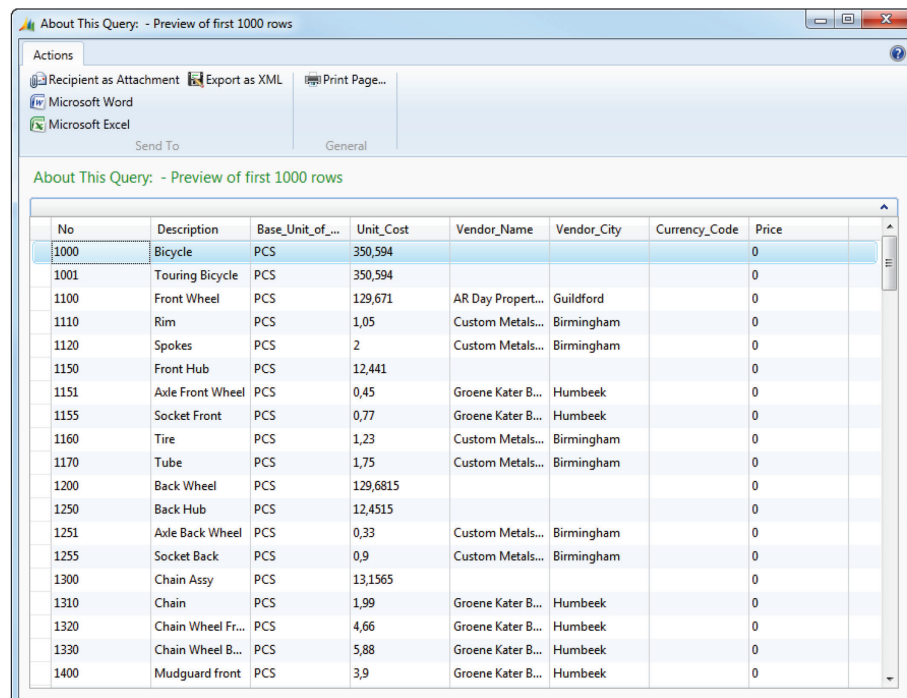 About This Query: - Preview of first 1000 rows
Actions
Recipient as Attachment Export as XML Print Page...
Microsoft Word
Microsoft Excel
Send To General
About This Query: - Preview of first 1000 rows
No Description Base_Unit_of_... Unit_Cost Vendor_Name Vendor_City Currency_Code Price
1000 Bicycle PCS 350,594 0
1001 Touring Bicycle PCS 350,594 0
1100 Front Wheel PCS 129,671 AR Day Propert... Guildford 0
1110 Rim PCS 1,05 Custom Metals... Birmingham 0
1120 Spokes PCS 2 Custom Metals... Birmingham 0
1150 Front Hub PCS 12,441 0
1151 Axle Front Wheel PCS 0,45 Groene Kater B... Humbeek 0
1155 Socket Front PCS 0,77 Groene Kater B... Humbeek 0
1160 Tire PCS 1,23 Custom Metals... Birmingham 0
1170 Tube PCS 1,75 Custom Metals... Birmingham 0
1200 Back Wheel PCS 129,6815 0
1250 Back Hub PCS 12,4515 0
1251 Axle Back Wheel PCS 0,33 Custom Metals... Birmingham 0
1255 Socket Back PCS 0,9 Custom Metals... Birmingham 0
1300 Chain Assy PCS 13,1565 0
1310 Chain PCS 1,99 Groene Kater B... Humbeek 0
1320 Chain Wheel Fr... PCS 4,66 Groene Kater B... Humbeek 0
1330 Chain Wheel B... PCS 5,88 Groene Kater B... Humbeek 0
1400 Mudguard front PCS 3,9 Groene Kater B... Humbeek 0